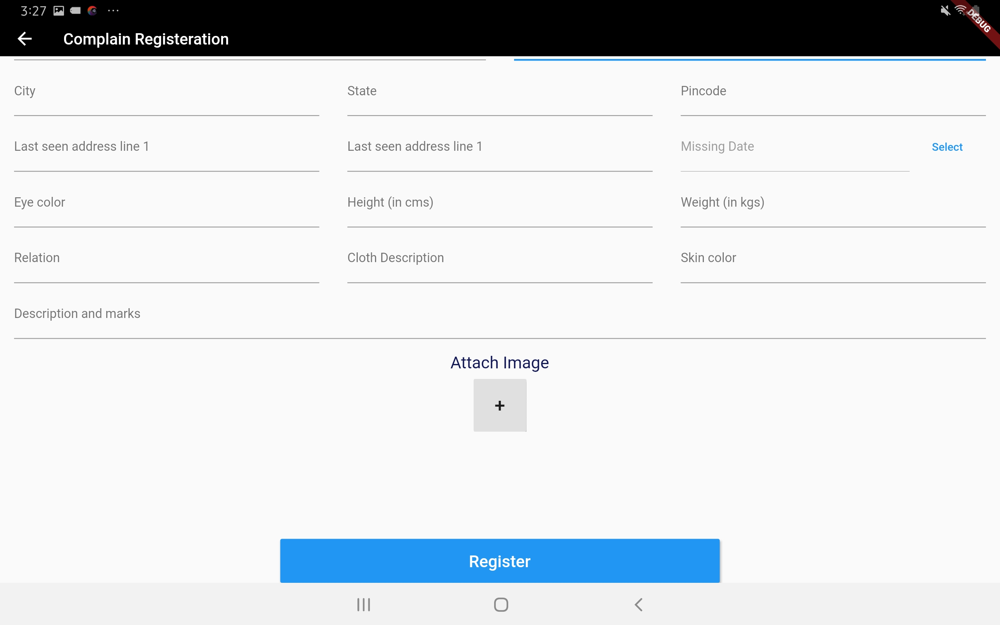 3:27
DEBUG
Complain Registeration
City State Pincode
Last seen address line 1 Last seen address line 1 Missing Date Select
Eye color Height (in cms) Weight (in kgs)
Relation Cloth Description Skin color
Description and marks
Attach Image
+
Register